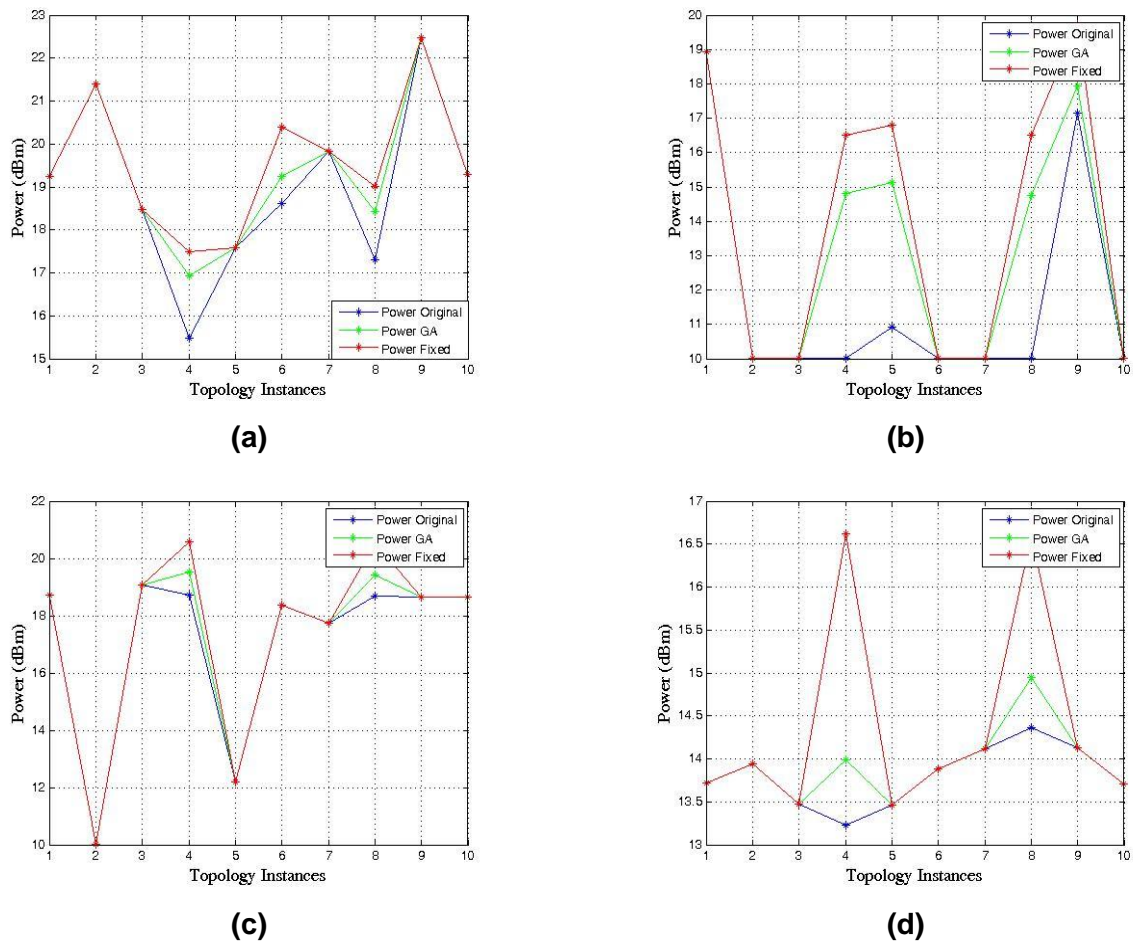 23
22
21
20
19
18
17
16
15
Power (dBm)
1 2 3 4 5 6 7 8 9 10
Topology Instances
Power Original
Power GA
Power Fixed
(a)
20
19
18
17
16
15
14
13
12
11
10
Power (dBm)
1 2 3 4 5 6 7 8 9 10
Topology Instances
Power Original
Power GA
Power Fixed
(b)
22
20
18
16
14
12
10
Power (dBm)
1 2 3 4 5 6 7 8 9 10
Topology Instances
Power Original
Power GA
Power Fixed
(c)
17
16.5
16
15.5
15
14.5
14
13.5
13
Power (dBm)
1 2 3 4 5 6 7 8 9 10
Topology Instances
Power Original
Power GA
Power Fixed
(d)